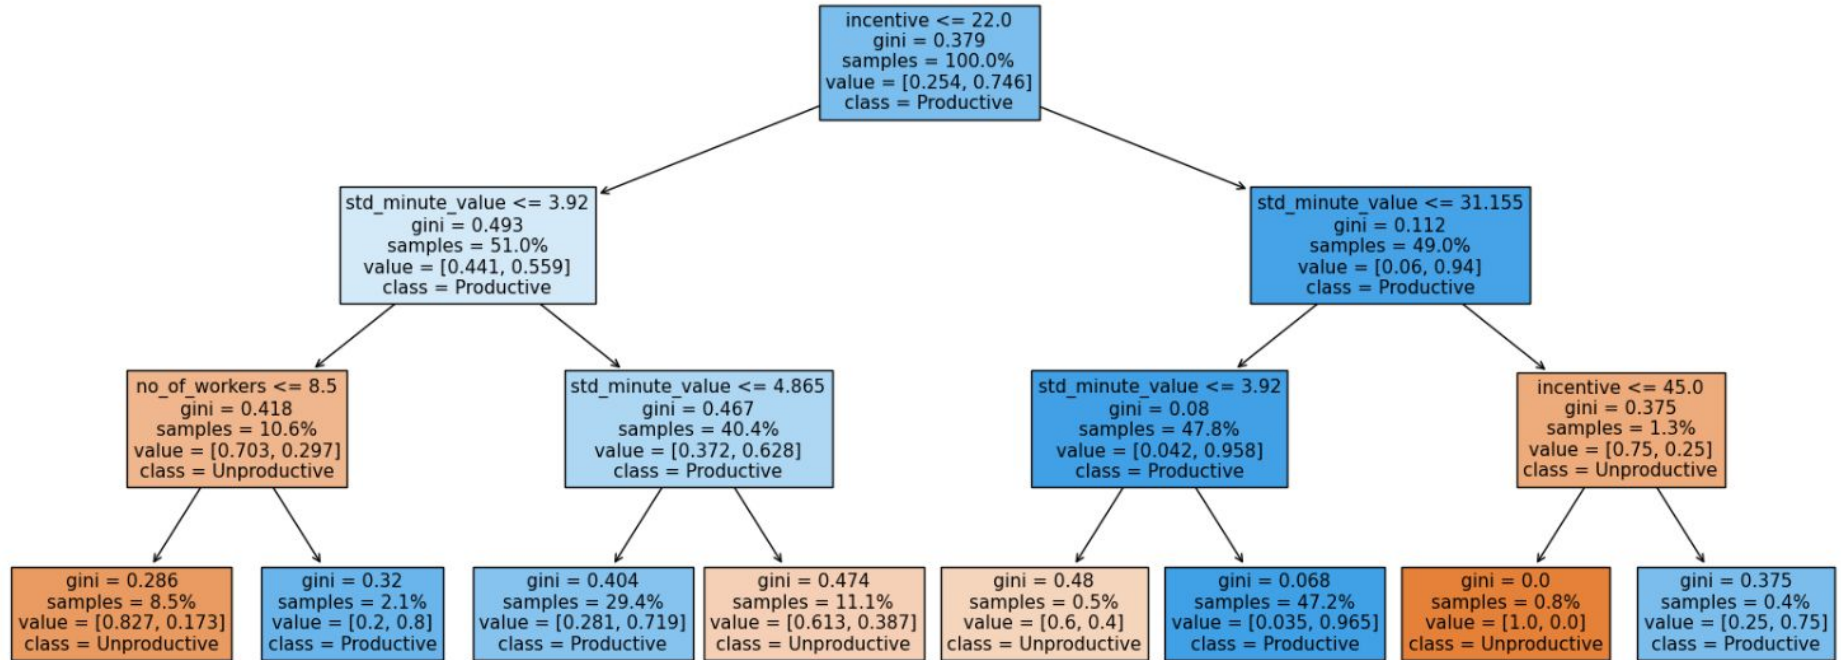 incentive <= 22.0
gini = 0.379
samples = 100.0%
value = [0.254, 0.746]
class = Productive
std_minute_value <= 3.92
gini = 0.493
samples = 51.0%
value = [0.441, 0.559]
class = Productive
std_minute_value <= 31.155
gini = 0.112
samples = 49.0%
value = [0.06, 0.94]
class = Productive
no_of_workers <= 8.5
gini = 0.418
samples = 10.6%
value = [0.703, 0.297]
class = Unproductive
std_minute_value <= 4.865
gini = 0.467
samples = 40.4%
value = [0.372, 0.628]
class = Productive
std_minute_value <= 3.92
gini = 0.08
samples = 47.8%
value = [0.042, 0.958]
class = Productive
incentive <= 45.0
gini = 0.375
samples = 1.3%
value = [0.75, 0.25]
class = Unproductive
gini = 0.286
samples = 8.5%
value = [0.827, 0.173]
class = Unproductive
gini = 0.32
samples = 2.1%
value = [0.2, 0.8]
class = Productive
gini = 0.404
samples = 29.4%
value = [0.281, 0.719]
class = Productive
gini = 0.474
samples = 11.1%
value = [0.613, 0.387]
class = Unproductive
gini = 0.48
samples = 0.5%
value = [0.6, 0.4]
class = Unproductive
gini = 0.068
samples = 47.2%
value = [0.035, 0.965]
class = Productive
gini = 0.0
samples = 0.8%
value = [1.0, 0.0]
class = Unproductive
gini = 0.375
samples = 0.4%
value = [0.25, 0.75]
class = Productive